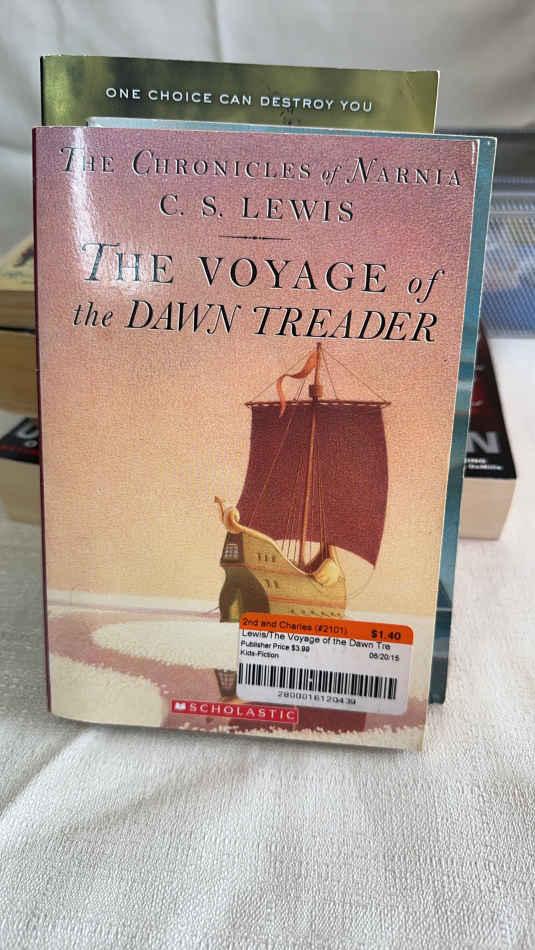 ONE CHOICE CAN DESTROY YOU
THE CHRONICLES of NARNIA
C. S. LEWIS
THE VOYAGE of
the DAWN TREADER
2nd and Charles (#2101) $1.40
Lewis/The Voyage of the Dawn Tre
Publisher Price $3.99 06/20/15
Kids-Fiction
2800016120439
SCHOLASTIC